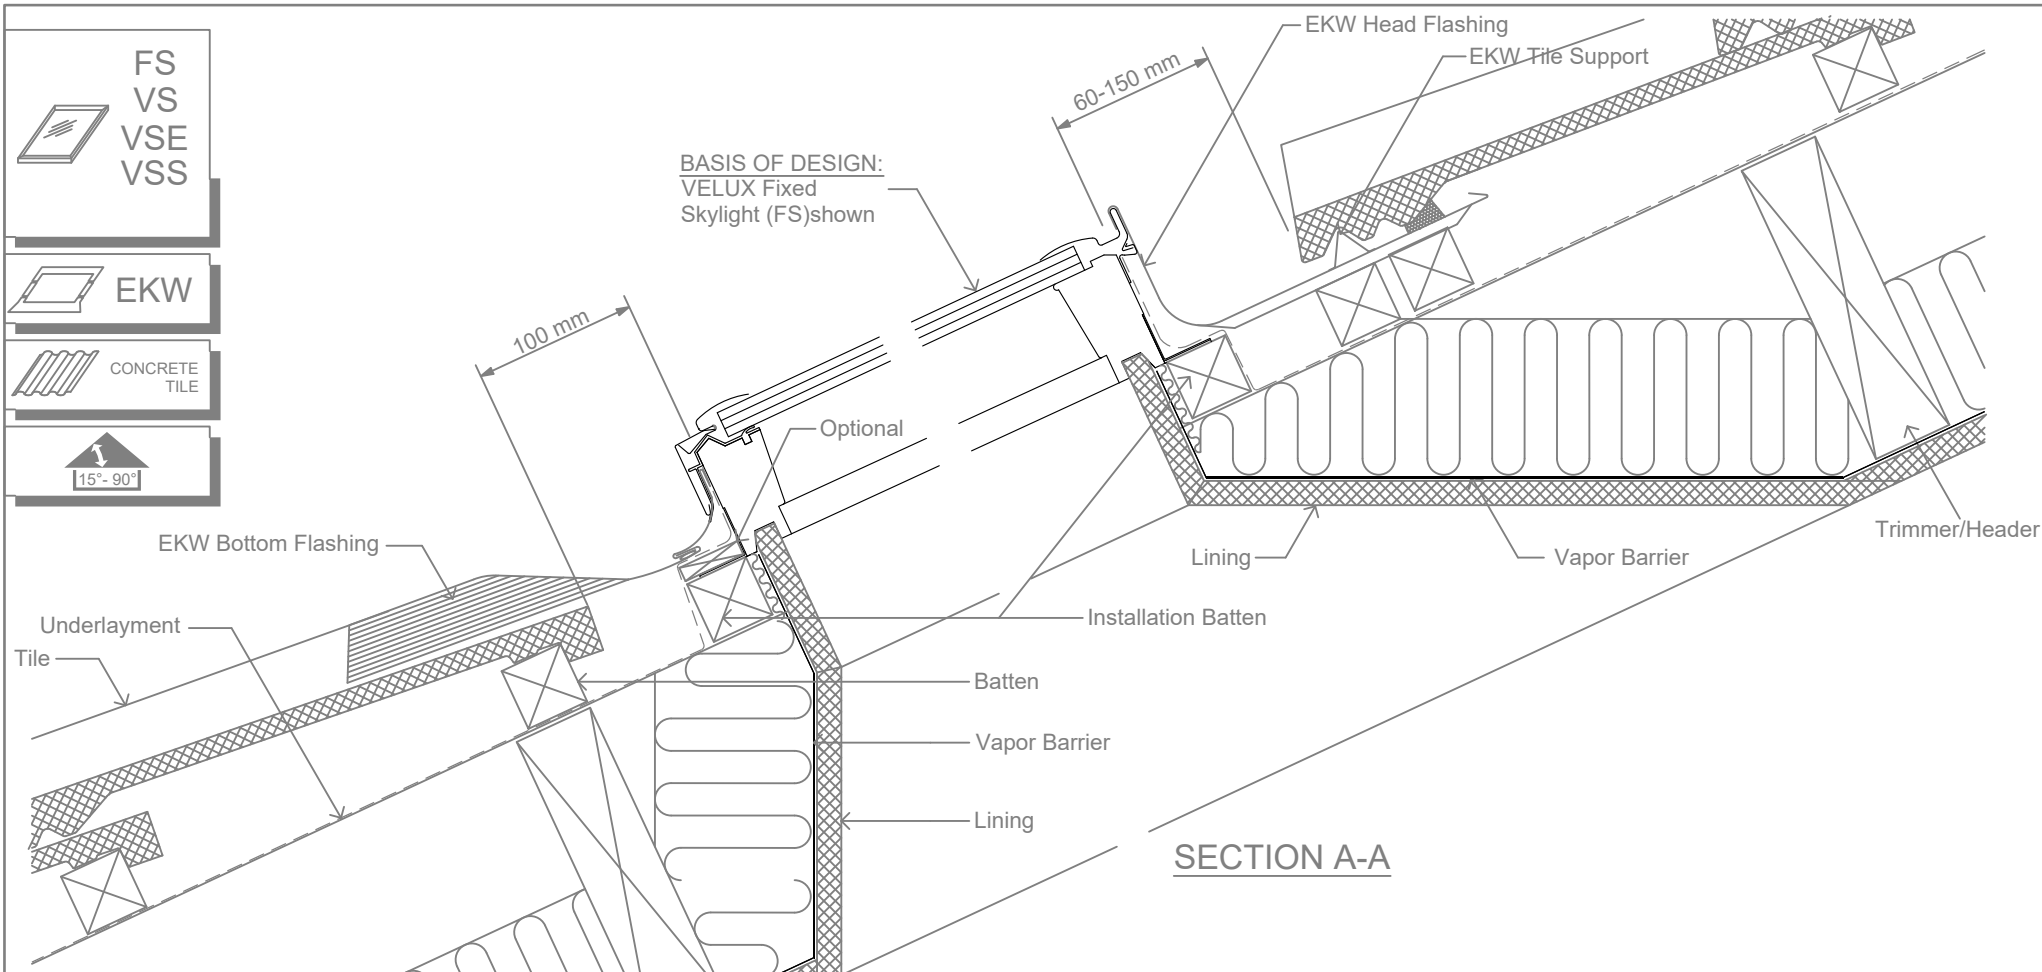 FS
VS
VSE
VSS
EKW
CONCRETE
TILE
15°- 90°
EKW Head Flashing
EKW Tile Support
60-150 mm
BASIS OF DESIGN:
VELUX Fixed
Skylight (FS)shown
100 mm
Optional
EKW Bottom Flashing
Underlayment
Tile
Lining
Vapor Barrier
Trimmer/Header
Installation Batten
Batten
Vapor Barrier
Lining
SECTION A-A